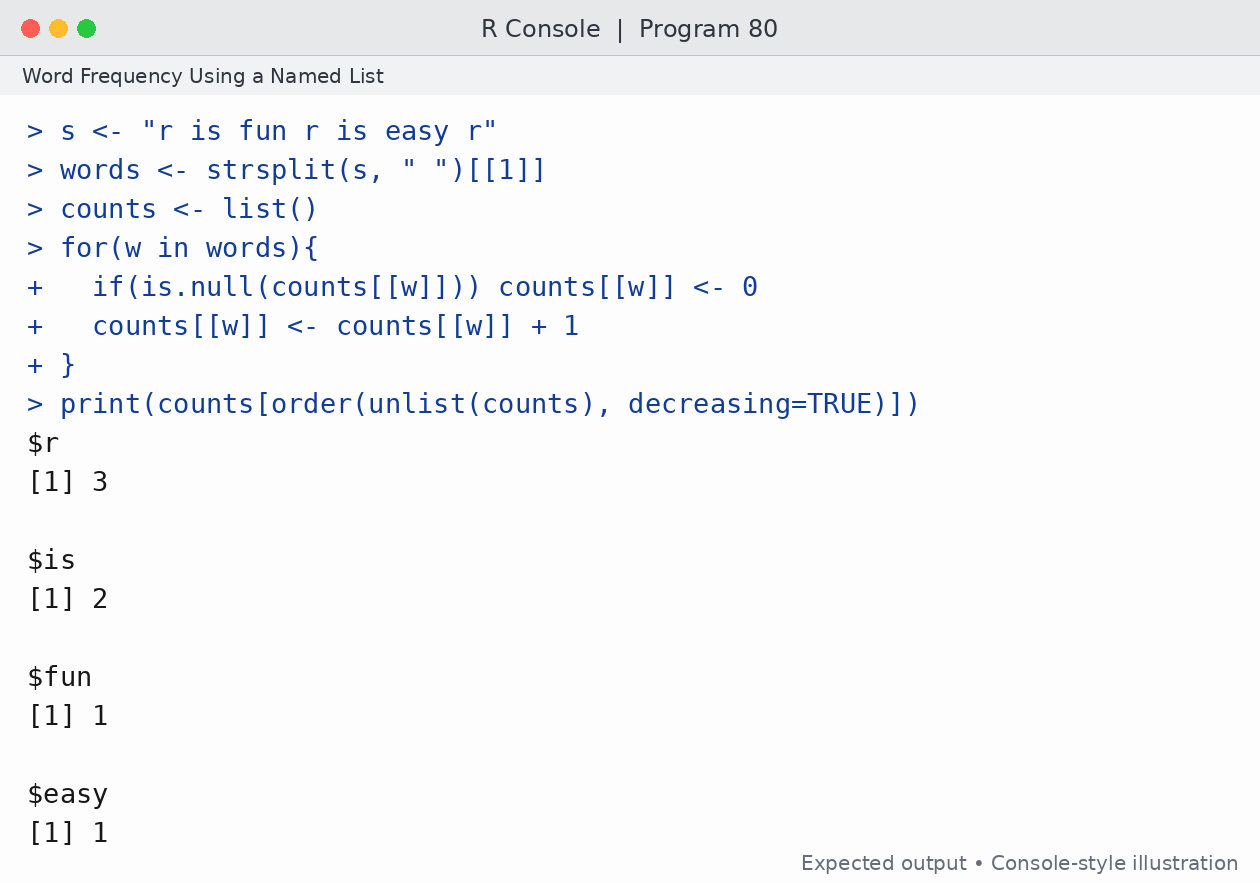 R Console | Program 80
Word Frequency Using a Named List
> s <- "r is fun r is easy r"
> words <- strsplit(s, " ")[[1]]
> counts <- list()
> for(w in words){
+   if(is.null(counts[[w]])) counts[[w]] <- 0
+   counts[[w]] <- counts[[w]] + 1
+ }
> print(counts[order(unlist(counts), decreasing=TRUE)])
$r
[1] 3
$is
[1] 2
$fun
[1] 1
$easy
[1] 1
Expected output • Console-style illustration